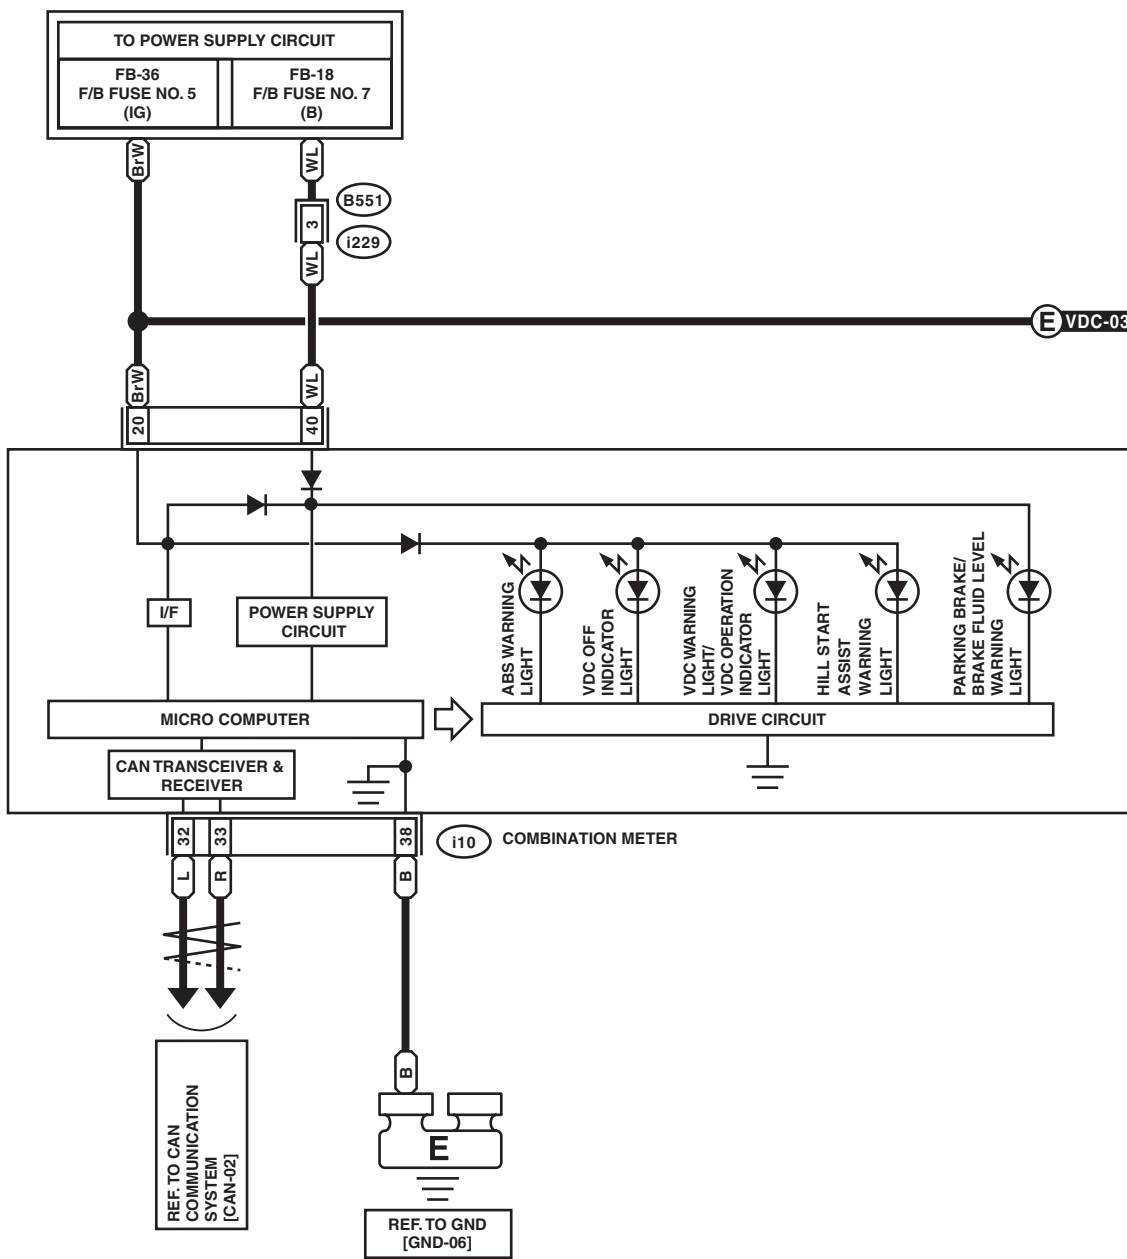 TO POWER SUPPLY CIRCUIT
FB-36
F/B FUSE NO. 5
(IG)
FB-18
F/B FUSE NO. 7
(B)
BrW
WL
B551
3
i229
WL
E VDC-03
BrW
WL
20
40
I/F
POWER SUPPLY
CIRCUIT
ABS WARNING
LIGHT
VDC OFF
INDICATOR
LIGHT
VDC WARNING
LIGHT/
VDC OPERATION
INDICATOR
LIGHT
HILL START
ASSIST
WARNING
LIGHT
PARKING BRAKE/
BRAKE FLUID LEVEL
WARNING
LIGHT
MICRO COMPUTER
DRIVE CIRCUIT
CAN TRANSCEIVER &
RECEIVER
32
33
38
i10
COMBINATION METER
L
R
B
B
E
REF. TO CAN
COMMUNICATION
SYSTEM
[CAN-02]
REF. TO GND
[GND-06]